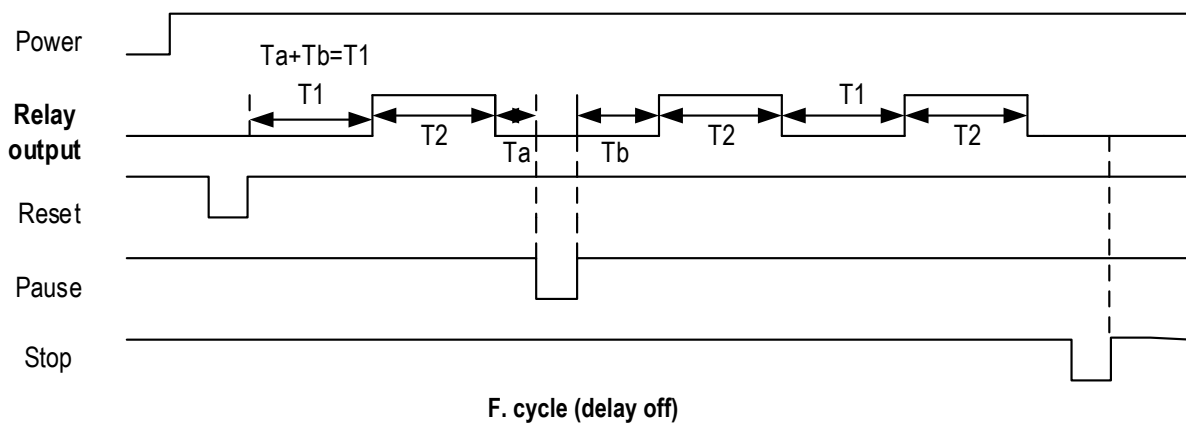 Power
Ta+Tb=T1
T1
T1
Relay
output
T2
Ta
Tb
T2
T2
Reset
Pause
Stop
F. cycle (delay off)